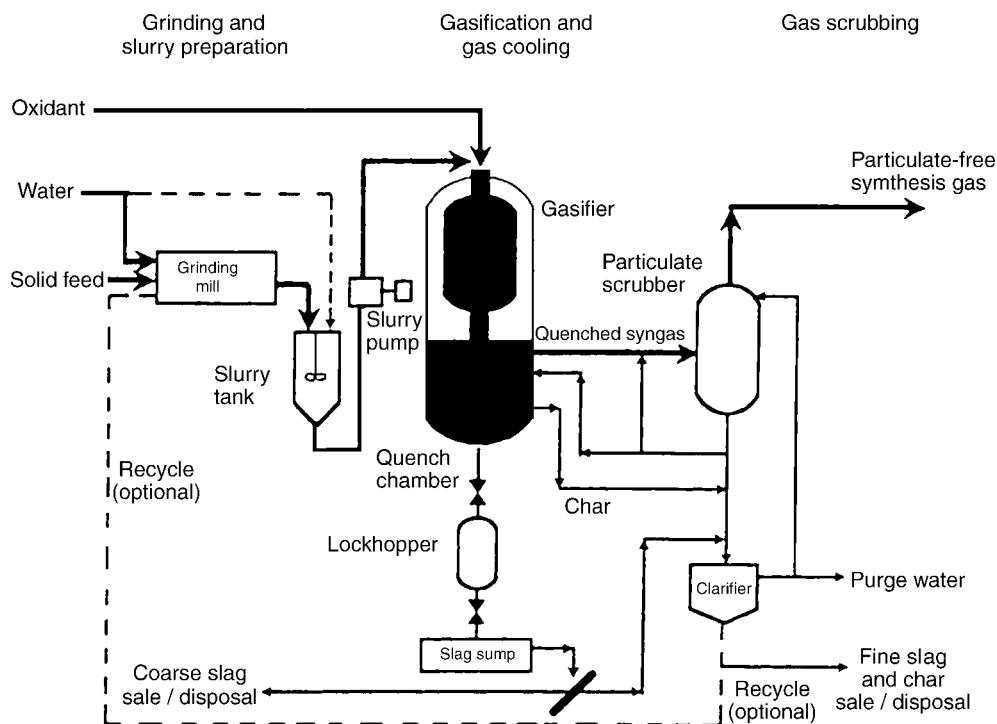 Grinding and
slurry preparation
Gasification and
gas cooling
Gas scrubbing
Oxidant
Water
Solid feed
Grinding
mill
Slurry
tank
Slurry
pump
Gasifier
Particulate-free
symthesis gas
Particulate
scrubber
Quenched syngas
Recycle
(optional)
Quench
chamber
Char
Lockhopper
Clarifier
Purge water
Slag sump
Coarse slag
sale / disposal
Recycle
(optional)
Fine slag
and char
sale / disposal